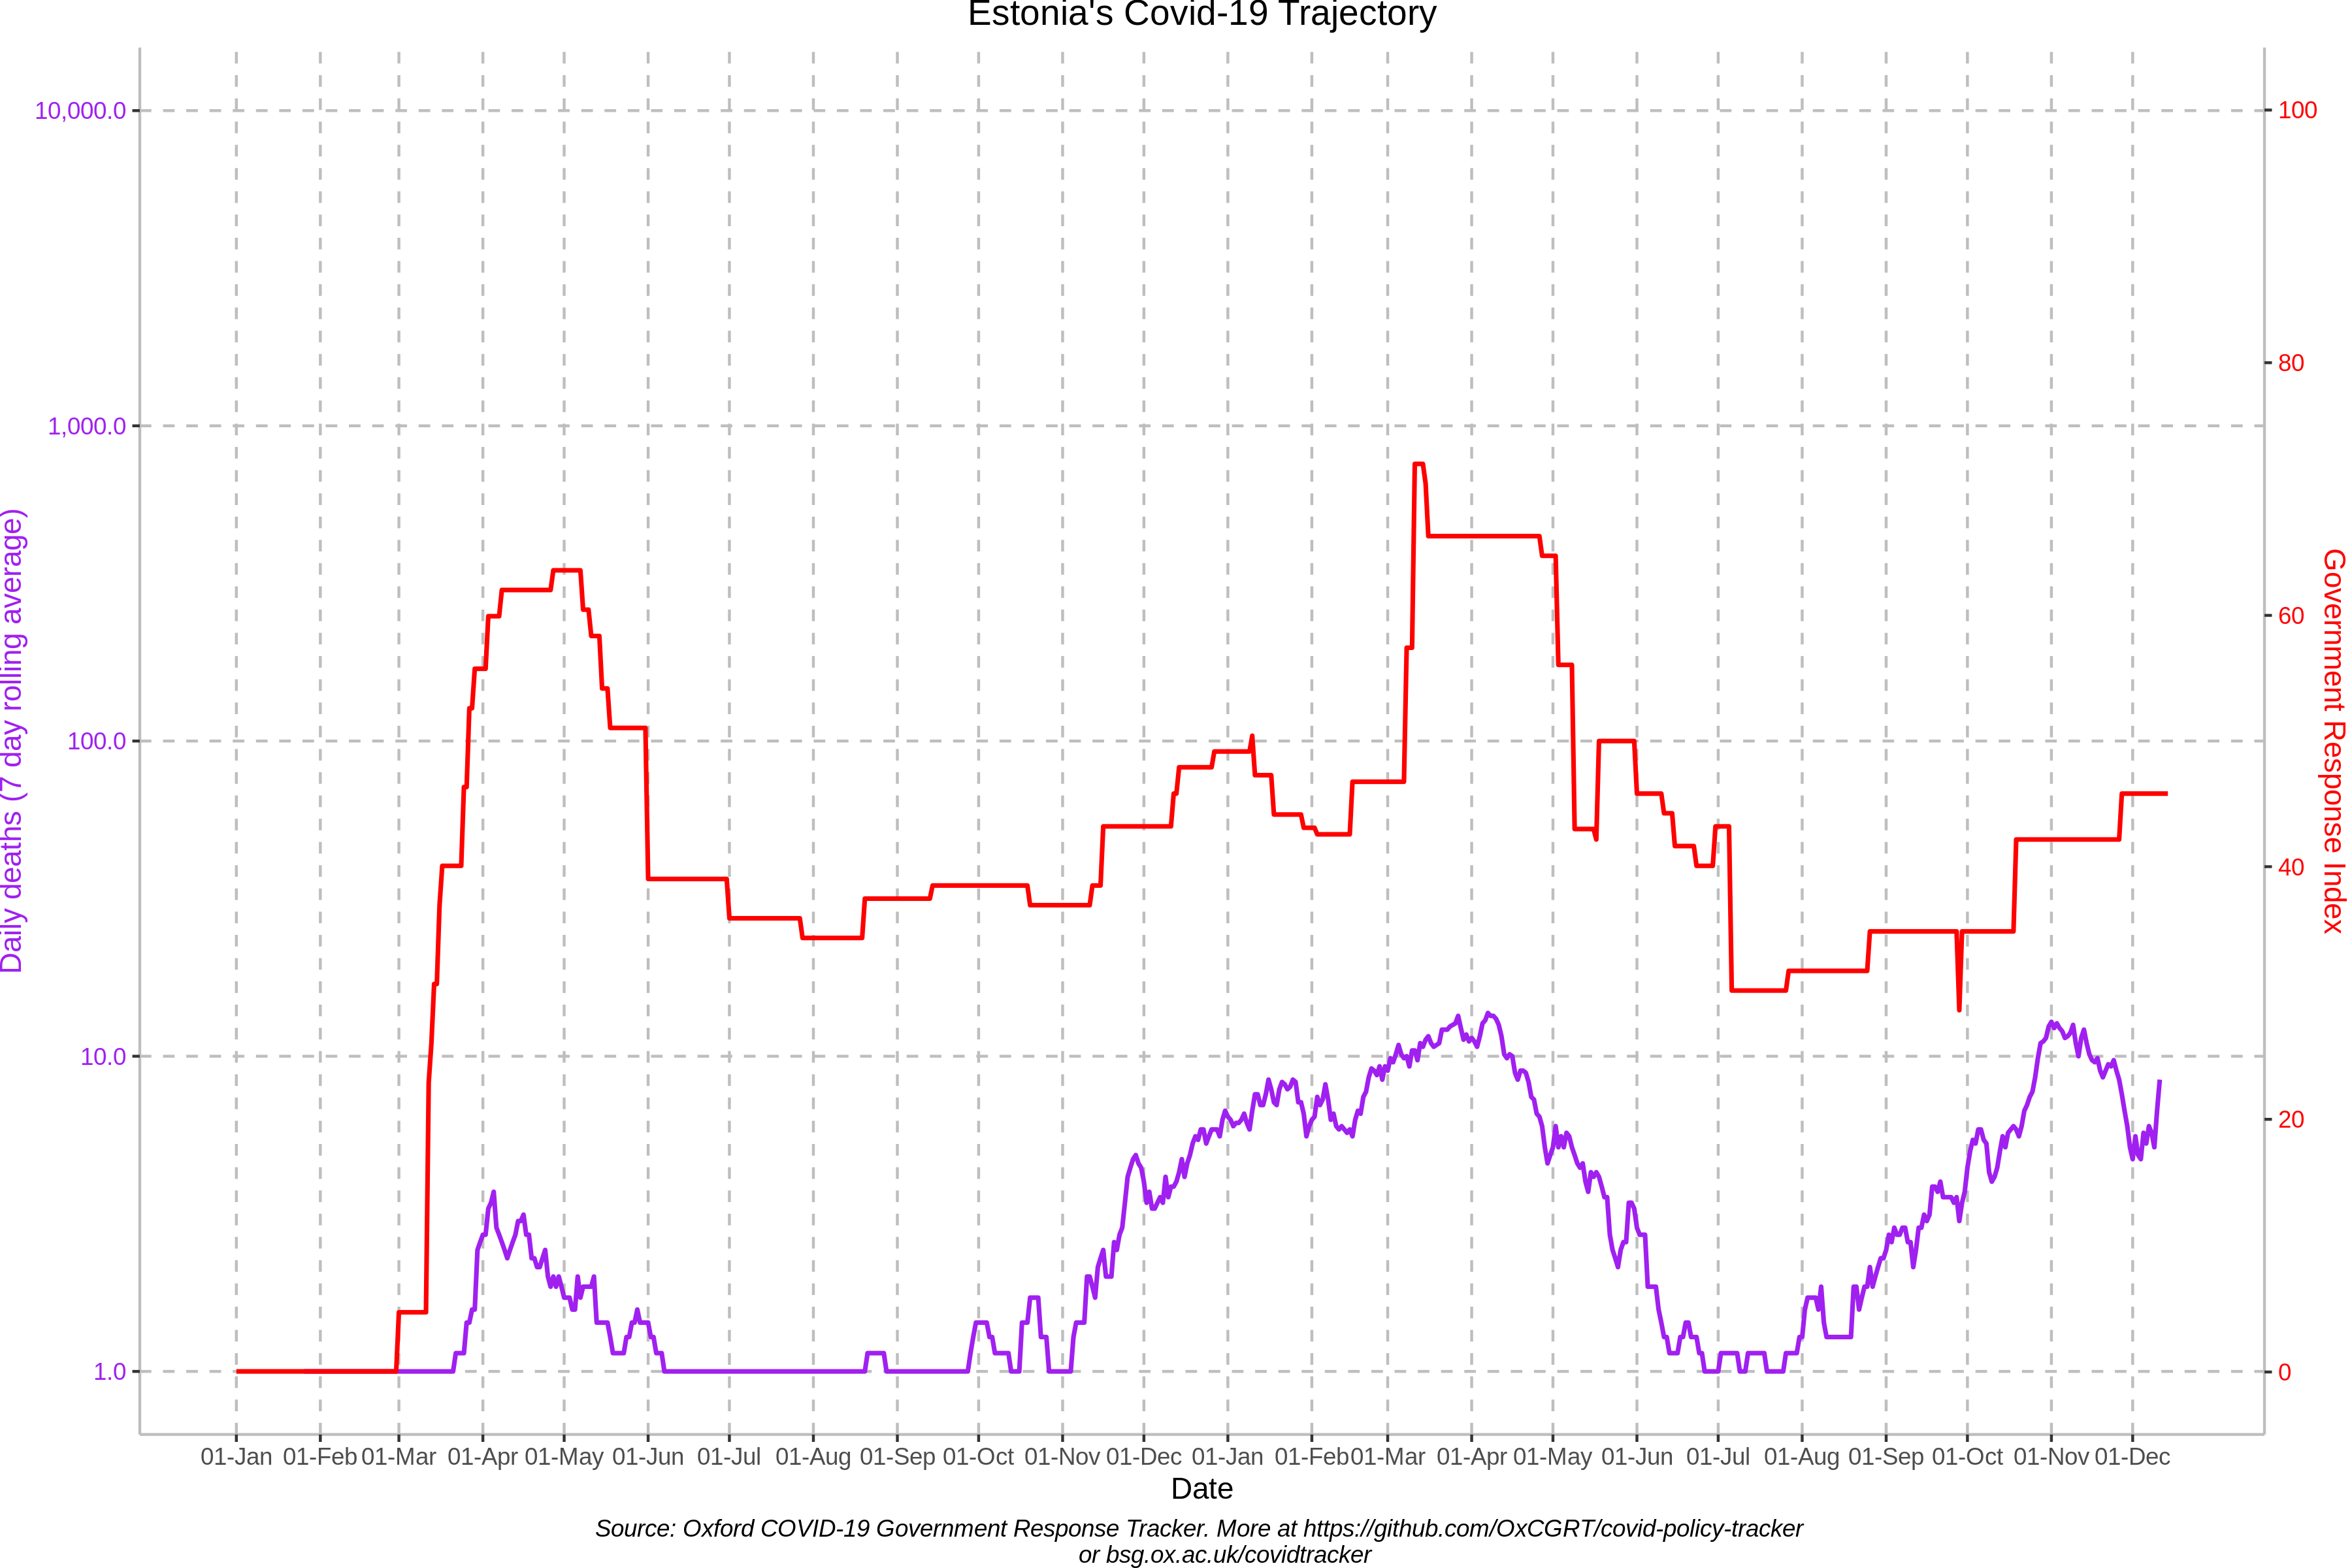 Estonia's Covid-19 Trajectory
10,000.0
1,000.0
100.0
10.0
1.0
Daily deaths (7 day rolling average)
100
80
60
40
20
0
Government Response Index
01-Jan 01-Feb 01-Mar 01-Apr 01-May 01-Jun 01-Jul 01-Aug 01-Sep 01-Oct 01-Nov 01-Dec 01-Jan 01-Feb 01-Mar 01-Apr 01-May 01-Jun 01-Jul 01-Aug 01-Sep 01-Oct 01-Nov 01-Dec
Date
Source: Oxford COVID-19 Government Response Tracker. More at https://github.com/OxCGRT/covid-policy-tracker
or bsg.ox.ac.uk/covidtracker